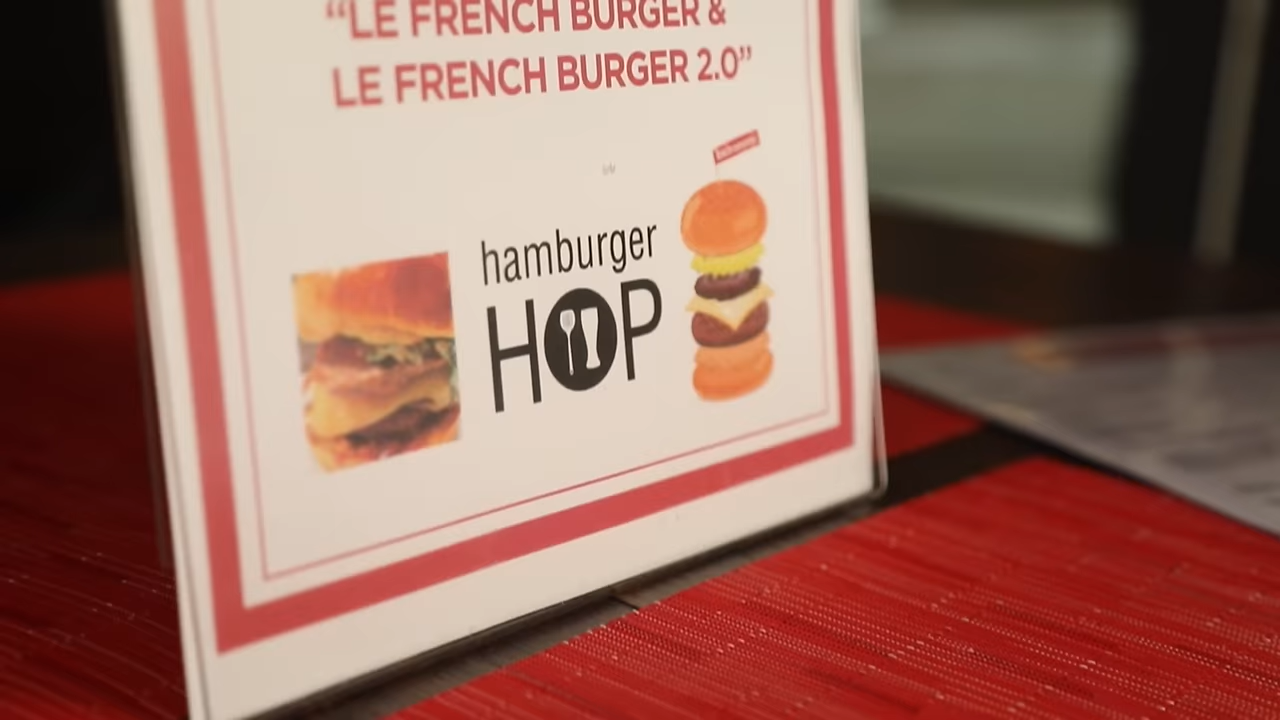 “LE FRENCH BURGER &
LE FRENCH BURGER 2.0”
hamburger
HOP